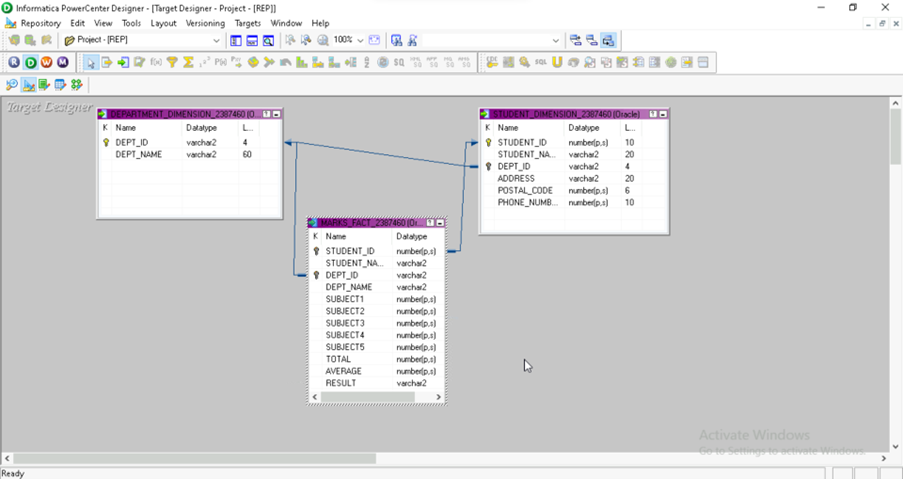 Informatica PowerCenter Designer - [Target Designer - Project - [REP]]
Repository Edit View Tools Layout Versioning Targets Window Help
Project - [REP]
100%
R D W M
Target Designer
DEPARTMENT_DIMENSION_2387460 (O...
K Name Datatype L...
DEPT_ID varchar2 4
DEPT_NAME varchar2 60
STUDENT_DIMENSION_2387460 (Oracle)
K Name Datatype L...
STUDENT_ID number(p,s) 10
STUDENT_NA... varchar2 20
DEPT_ID varchar2 4
ADDRESS varchar2 20
POSTAL_CODE number(p,s) 6
PHONE_NUMB... number(p,s) 10
MARKS_FACT_2387460 (Or...
K Name Datatype
STUDENT_ID number(p,s)
STUDENT_NA... varchar2
DEPT_ID varchar2
DEPT_NAME varchar2
SUBJECT1 number(p,s)
SUBJECT2 number(p,s)
SUBJECT3 number(p,s)
SUBJECT4 number(p,s)
SUBJECT5 number(p,s)
TOTAL number(p,s)
AVERAGE number(p,s)
RESULT varchar2
Activate Windows
Go to Settings to activate Windows.
Ready